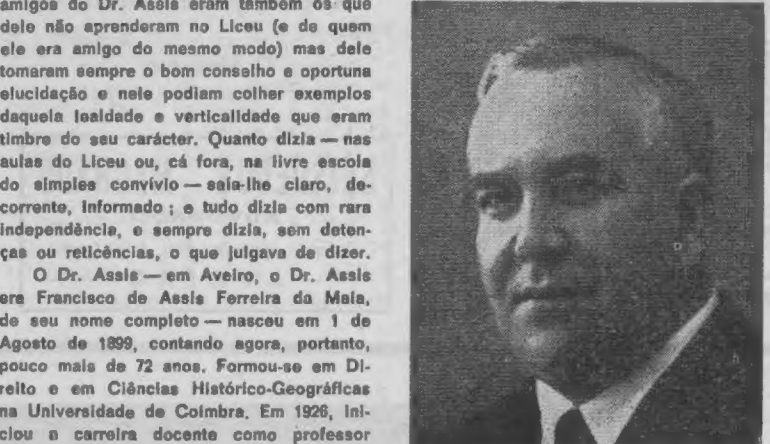 amigos do Dr. Assis eram também os que
dele não aprenderam no Liceu (e de quem
ele era amigo do mesmo modo) mas dele
tomaram sempre o bom conselho e oportuna
elucidação e nele podiam colher exemplos
daquela lealdade e verticalidade que eram
timbre do seu carácter. Quanto dizia — nas
aulas do Liceu ou, cá fora, na livre escola
do simples convívio — saía-lhe claro, de-
corrente, informado ; e tudo dizia com rara
independência, e sempre dizia, sem deten-
ças ou reticências, o que julgava de dizer.
O Dr. Assis — em Aveiro, o Dr. Assis
era Francisco de Assis Ferreira da Maia,
de seu nome completo — nasceu em 1 de
Agosto de 1899, contando agora, portanto,
pouco mais de 72 anos. Formou-se em Di-
reito e em Ciências Histórico-Geográficas
na Universidade de Coimbra. Em 1926, ini-
ciou a carreira docente como professor